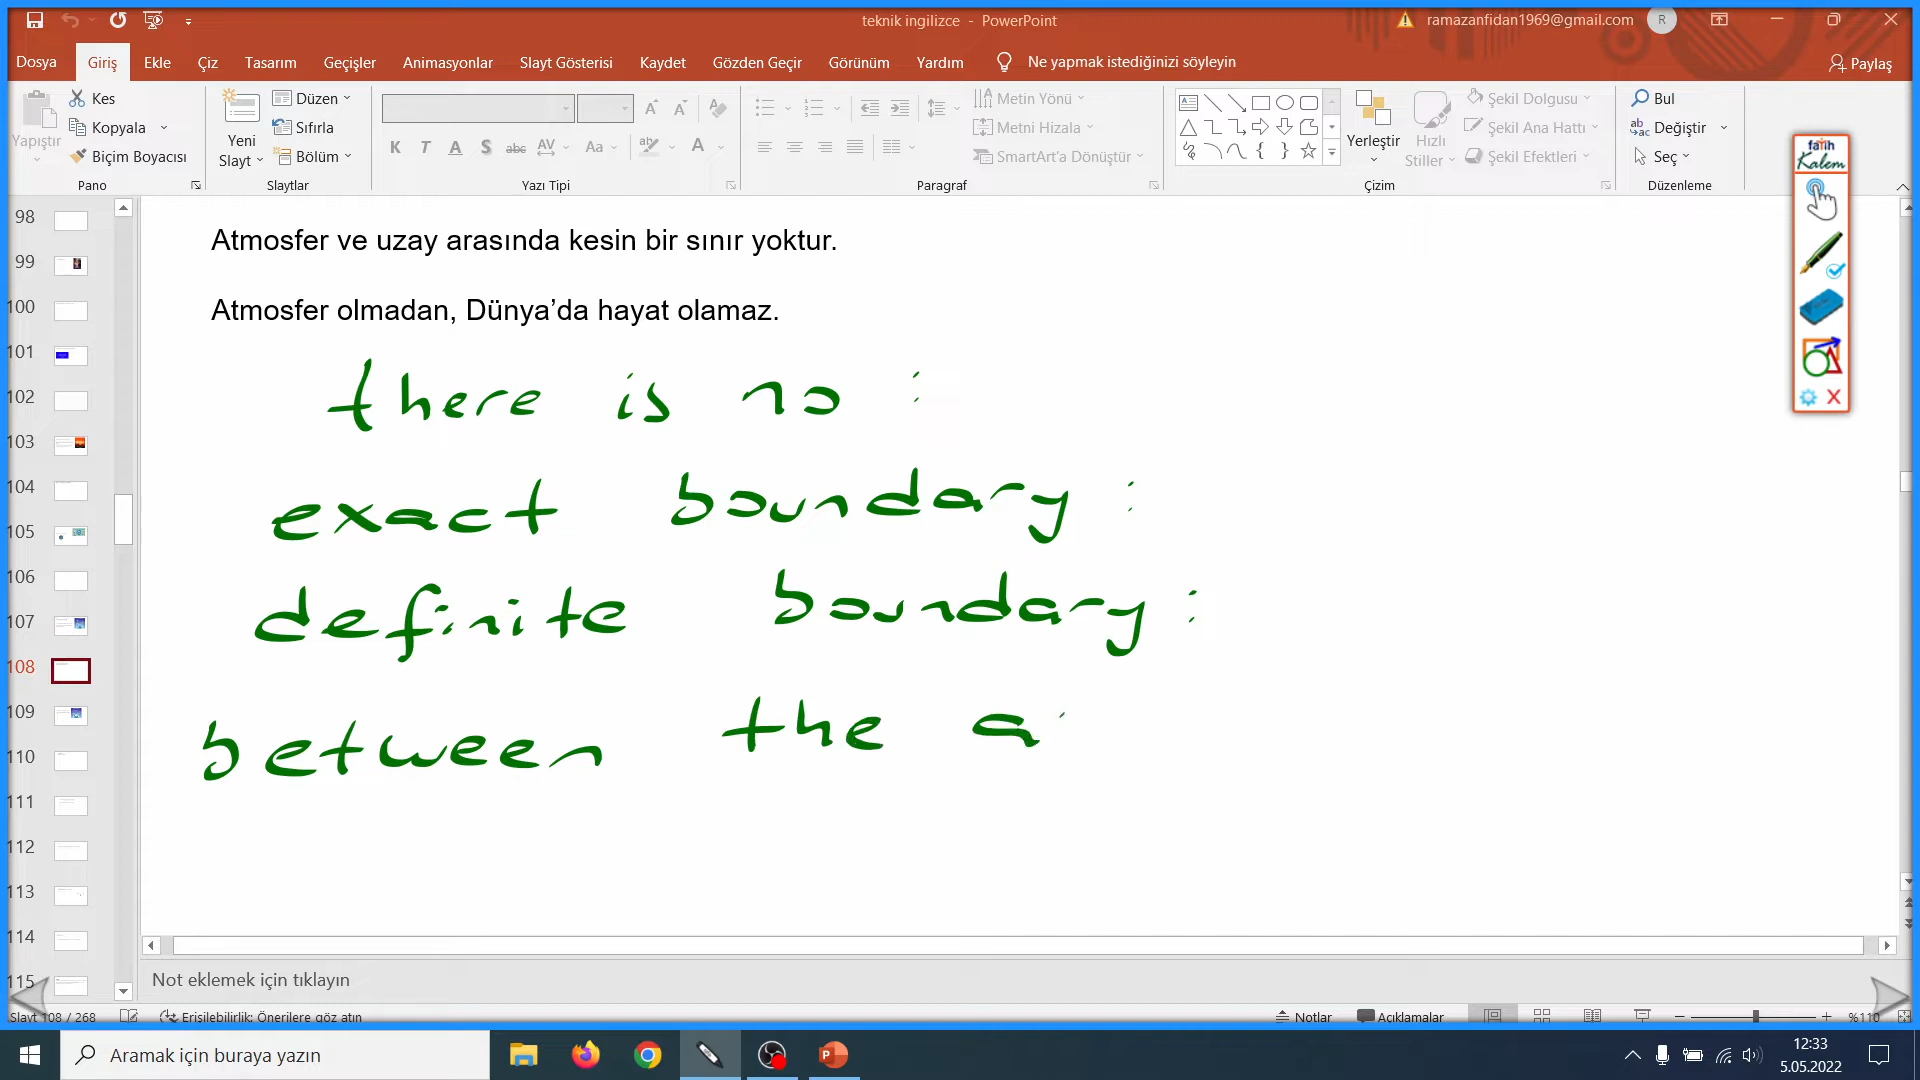 teknik ingilizce - PowerPoint
ramazanfidan1969@gmail.com
R
Dosya
Giriş
Ekle
Çiz
Tasarım
Geçişler
Animasyonlar
Slayt Gösterisi
Kaydet
Gözden Geçir
Görünüm
Yardım
Ne yapmak istediğinizi söyleyin
Paylaş
Yapıştır
Kes
Kopyala
Biçim Boyacısı
Pano
Yeni
Slayt
Düzen
Sıfırla
Bölüm
Slaytlar
K T A S abc AV Aa A
Yazı Tipi
Metin Yönü
Metni Hizala
SmartArt'a Dönüştür
Paragraf
Yerleştir
Hızlı
Stiller
Şekil Dolgusu
Şekil Ana Hattı
Şekil Efektleri
Çizim
Bul
Değiştir
Seç
Düzenleme
fatih
Kalem
98
99
100
101
102
103
104
105
106
107
108
109
110
111
112
113
114
115
Atmosfer ve uzay arasında kesin bir sınır yoktur.
Atmosfer olmadan, Dünya’da hayat olamaz.
there is no :
exact boundary :
definite boundary :
between the a
Not eklemek için tıklayın
Slayt 108 / 268
Erişilebilirlik: Önerilere göz atın
Notlar
Açıklamalar
%110
Aramak için buraya yazın
12:33
5.05.2022